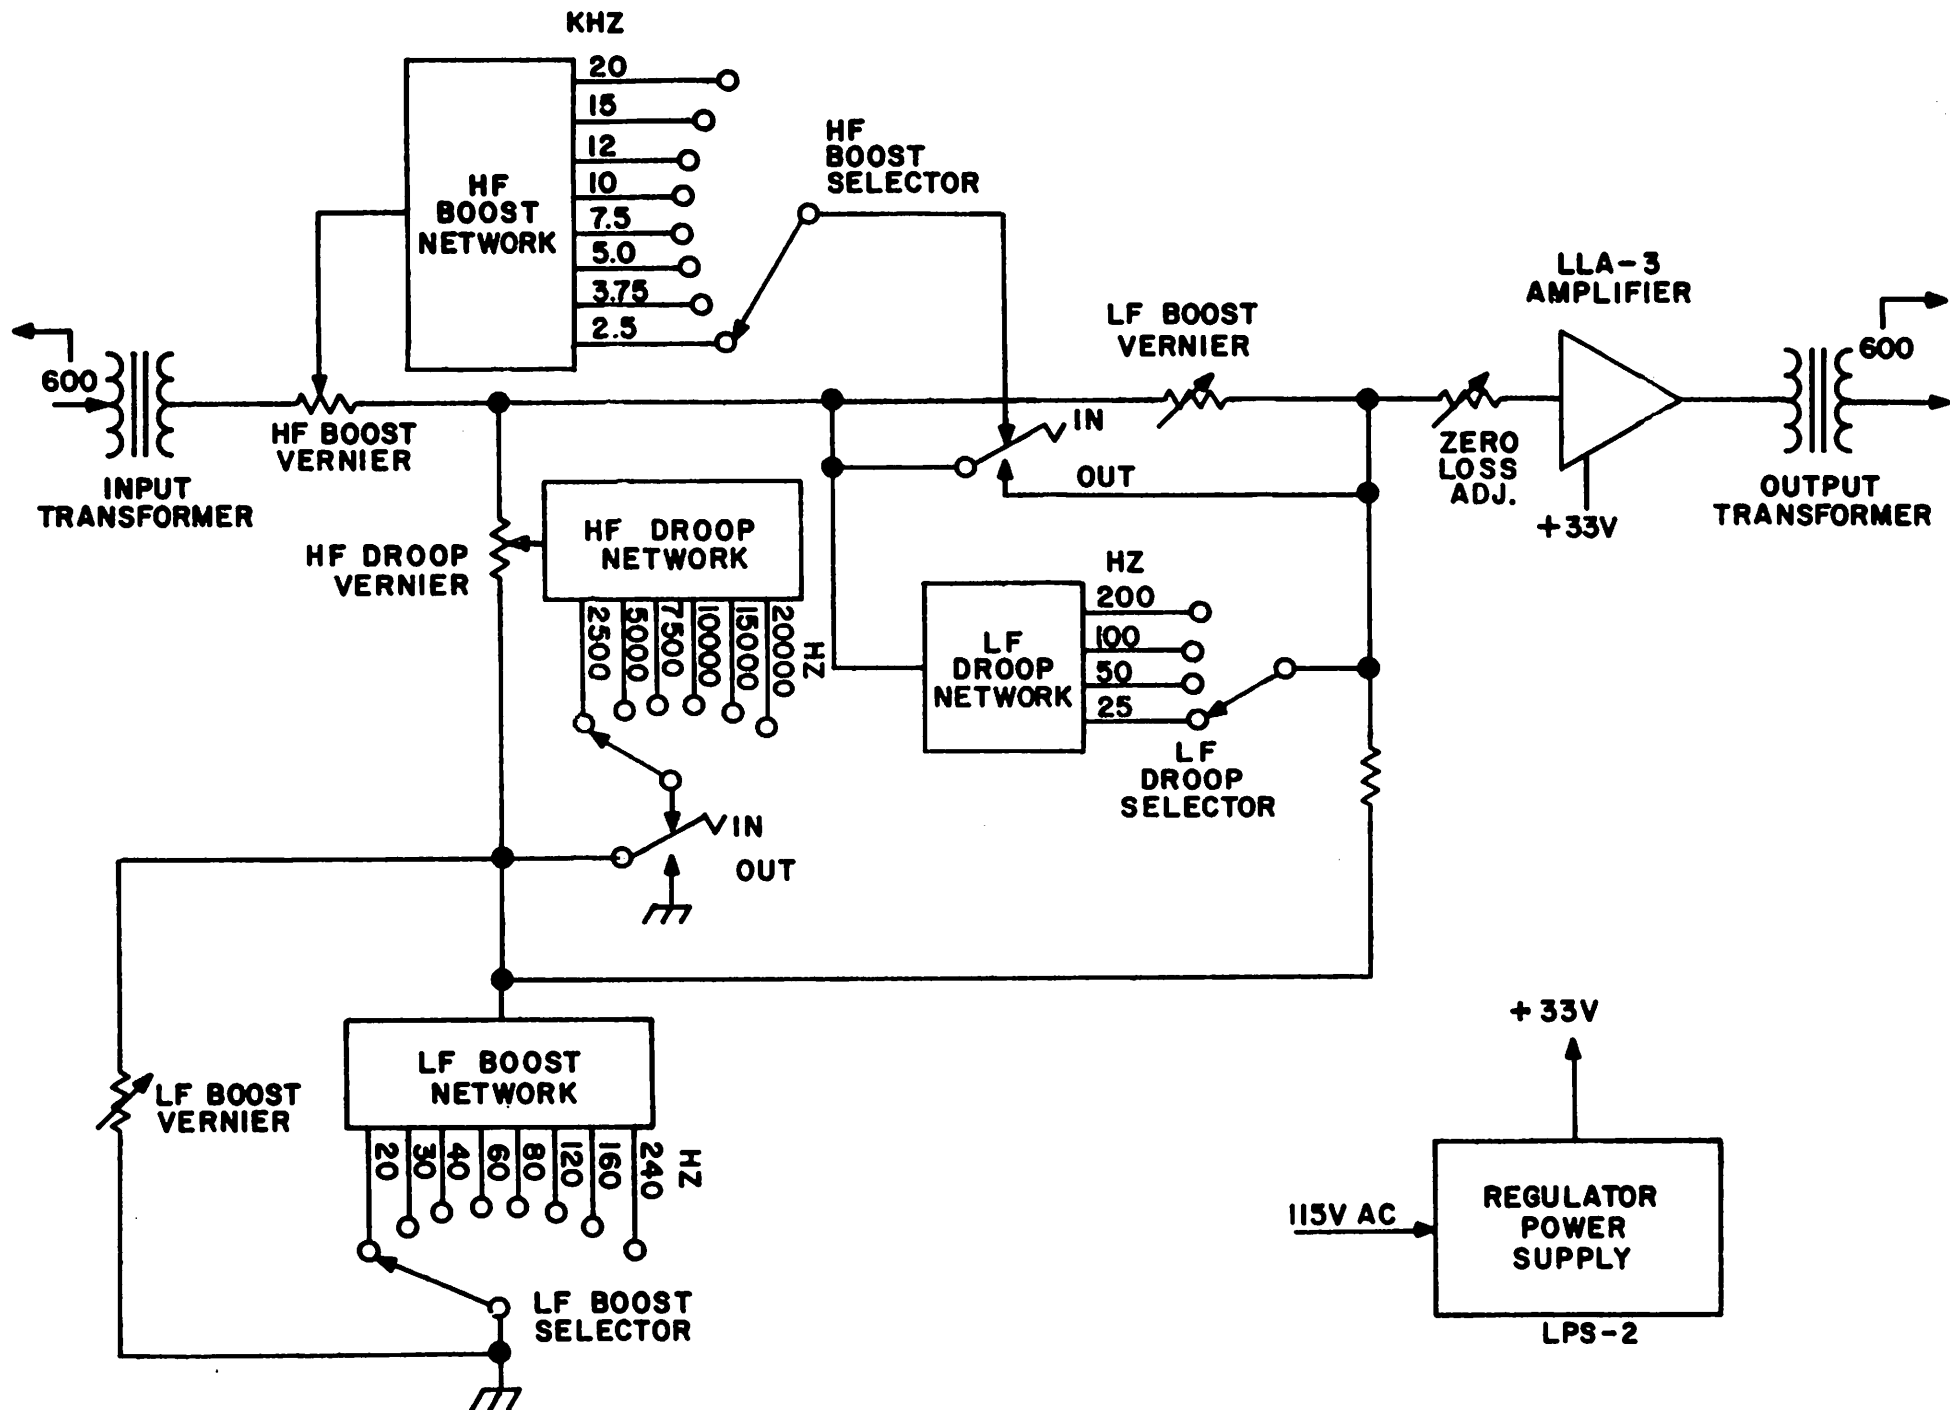 KHZ
20
15
12
10
7.5
5.0
3.75
2.5
HF
BOOST
NETWORK
HF
BOOST
SELECTOR
600
INPUT
TRANSFORMER
HF BOOST
VERNIER
LF BOOST
VERNIER
IN
OUT
LLA-3
AMPLIFIER
+33V
ZERO
LOSS
ADJ.
600
OUTPUT
TRANSFORMER
HF DROOP
VERNIER
HF DROOP
NETWORK
2500
5000
7500
10000
15000
20000
HZ
IN
OUT
HZ
200
100
50
25
LF
DROOP
NETWORK
LF
DROOP
SELECTOR
LF BOOST
VERNIER
LF BOOST
NETWORK
20
30
40
60
80
120
160
240
HZ
LF BOOST
SELECTOR
+33V
115V AC
REGULATOR
POWER
SUPPLY
LPS-2